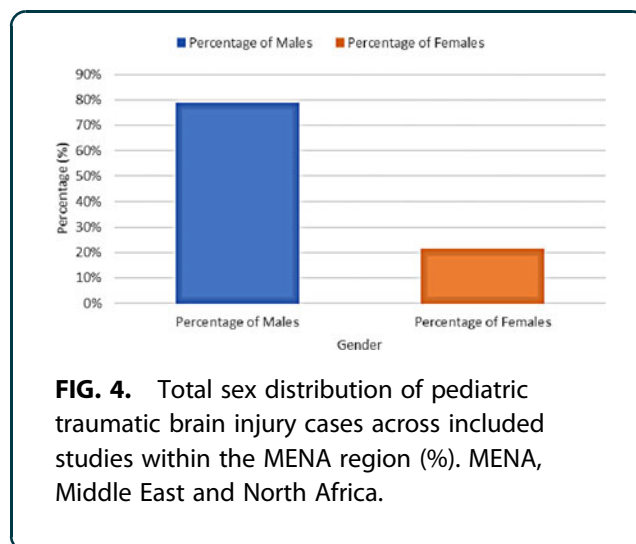 Percentage of Males Percentage of Females
90%
80%
70%
60%
50%
40%
30%
20%
10%
0%
Percentage (%)
Percentage of Males Percentage of Females
Gender
FIG. 4. Total sex distribution of pediatric
traumatic brain injury cases across included
studies within the MENA region (%). MENA,
Middle East and North Africa.